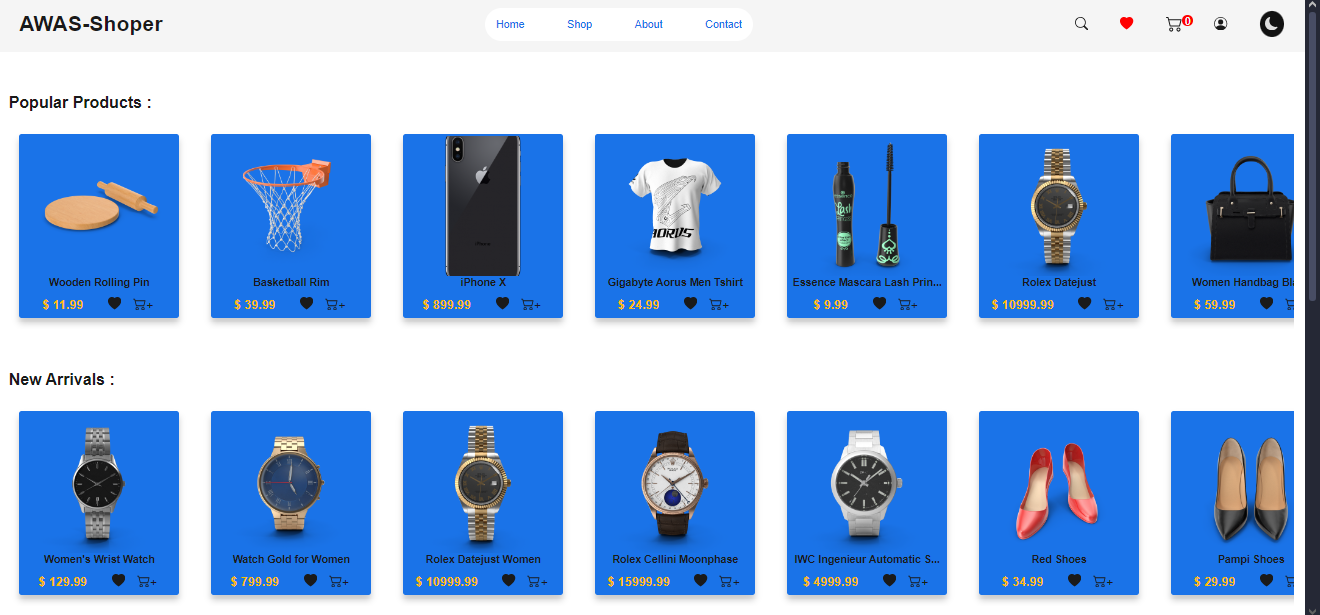 AWAS-Shoper
Home Shop About Contact
0
Popular Products :
Wooden Rolling Pin
$ 11.99
Basketball Rim
$ 39.99
iPhone X
$ 899.99
AORUS
Gigabyte Aorus Men Tshirt
$ 24.99
essence
Lash
Essence Mascara Lash Prin...
$ 9.99
Rolex Datejust
$ 10999.99
Women Handbag Bla
$ 59.99
New Arrivals :
Women's Wrist Watch
$ 129.99
Watch Gold for Women
$ 799.99
Rolex Datejust Women
$ 10999.99
Rolex Cellini Moonphase
$ 15999.99
IWC Ingenieur Automatic S...
$ 4999.99
Red Shoes
$ 34.99
Pampi Shoes
$ 29.99